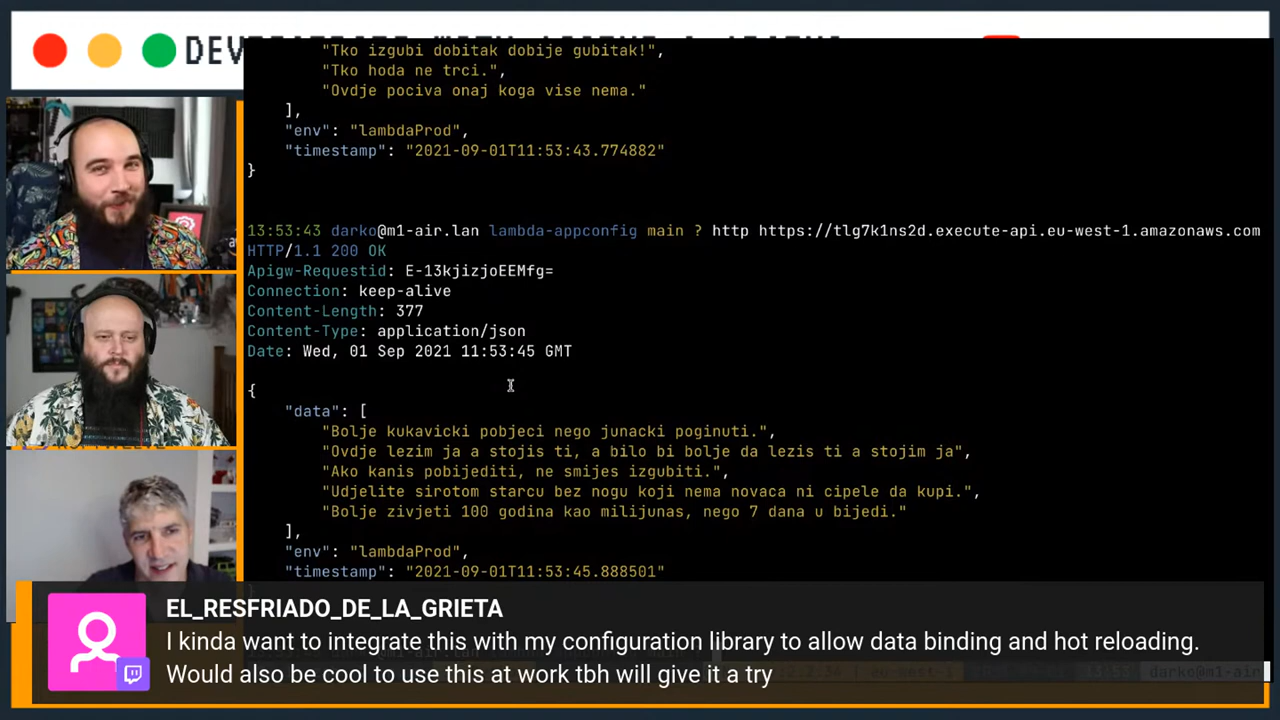 "Tko izgubi dobitak dobije gubitak!",
"Tko hoda ne trci.",
"Ovdje pociva onaj koga vise nema."
],
"env": "lambdaProd",
"timestamp": "2021-09-01T11:53:43.774882"
}
13:53:43 darko@m1-air.lan lambda-appconfig main ? http https://tlg7k1ns2d.execute-api.eu-west-1.amazonaws.com
HTTP/1.1 200 OK
Apigw-Requestid: E-13kjizjoEEMfg=
Connection: keep-alive
Content-Length: 377
Content-Type: application/json
Date: Wed, 01 Sep 2021 11:53:45 GMT
{
"data": [
"Bolje kukavicki pobjeci nego junacki poginuti.",
"Ovdje lezim ja a stojis ti, a bilo bi bolje da lezis ti a stojim ja",
"Ako kanis pobijediti, ne smijes izgubiti.",
"Udjelite sirotom starcu bez nogu koji nema novaca ni cipele da kupi.",
"Bolje zivjeti 100 godina kao milijunas, nego 7 dana u bijedi."
],
"env": "lambdaProd",
"timestamp": "2021-09-01T11:53:45.888501"
EL_RESFRIADO_DE_LA_GRIETA
I kinda want to integrate this with my configuration library to allow data binding and hot reloading.
Would also be cool to use this at work tbh will give it a try